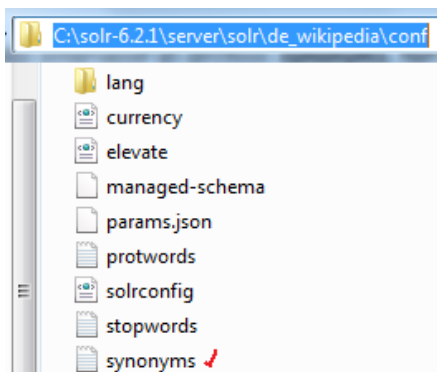 C:\solr-6.2.1\server\solr\de_wikipedia\conf
lang
currency
elevate
managed-schema
params.json
protwords
solrconfig
stopwords
synonyms